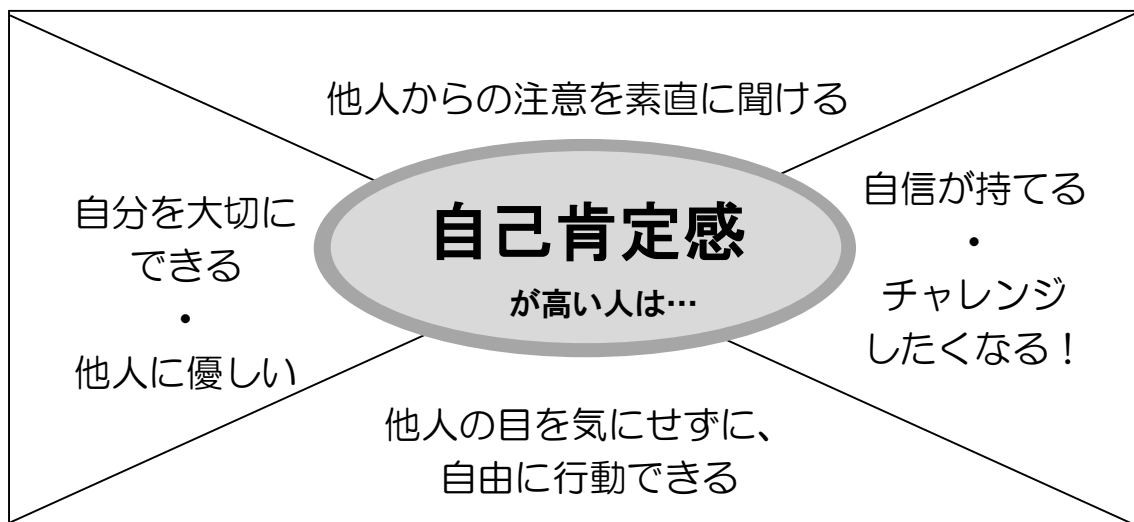 他人からの注意を素直に聞ける
自己肯定感
が高い人は…
自分を大切に
できる
・
他人に優しい
自信が持てる
・
チャレンジ
したくなる！
他人の目を気にせずに、
自由に行動できる